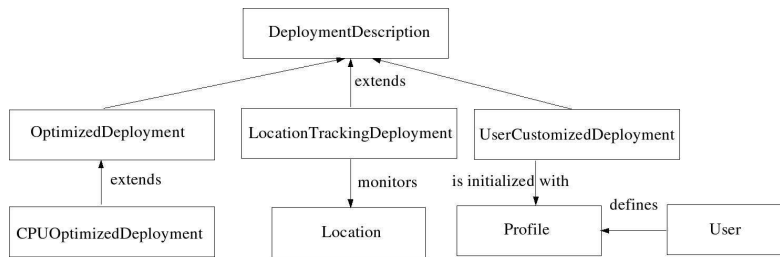 DeploymentDescription
extends
OptimizedDeployment
LocationTrackingDeployment
UserCustomizedDeployment
extends
monitors
is initialized with
defines
CPUOptimizedDeployment
Location
Profile
User